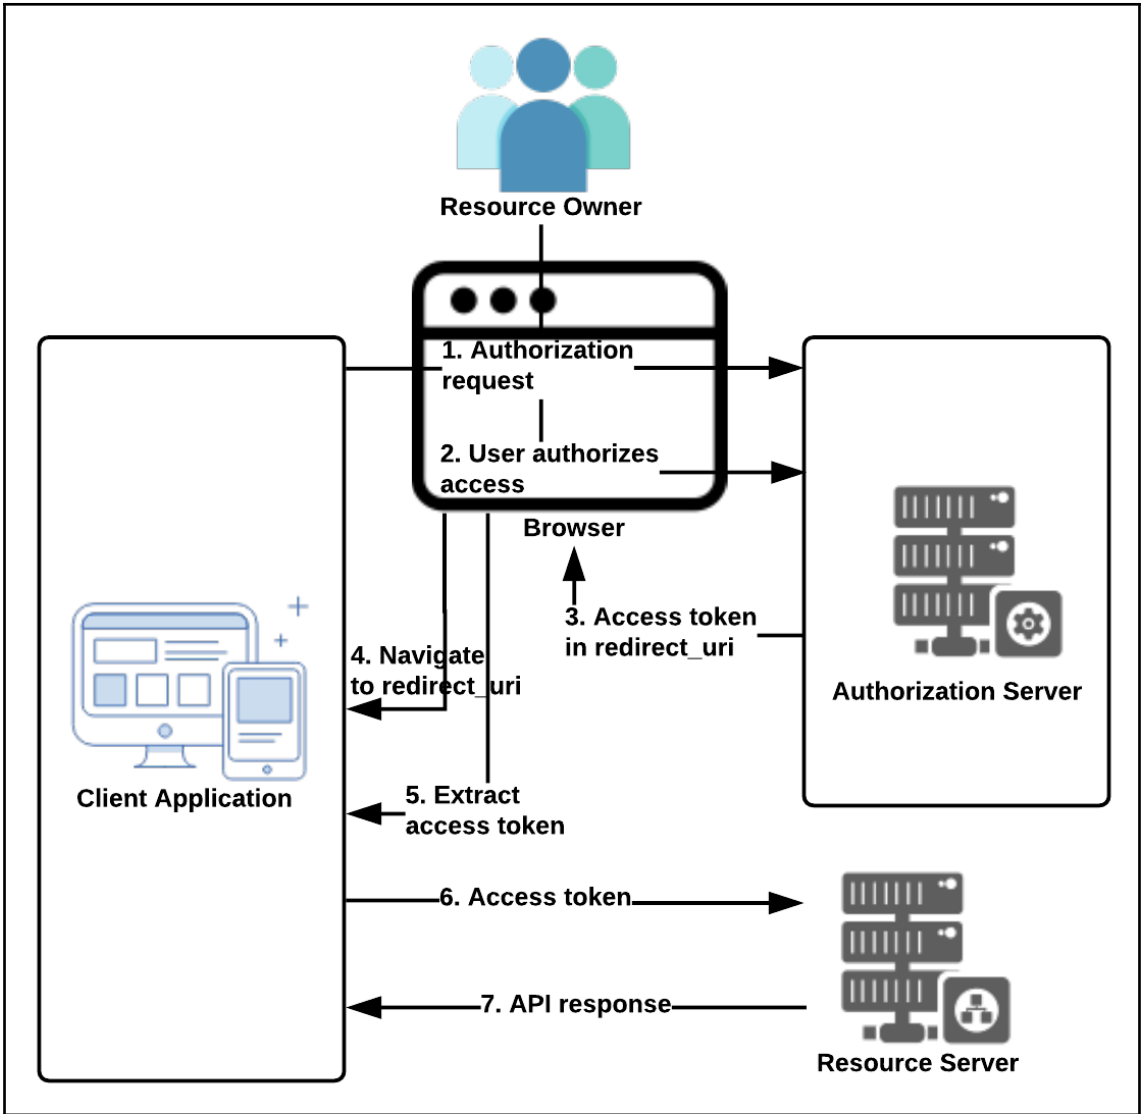 Resource Owner
1. Authorization
request
2. User authorizes
access
Browser
3. Access token
in redirect_uri
4. Navigate
to redirect_uri
Authorization Server
Client Application
5. Extract
access token
6. Access token
7. API response
Resource Server